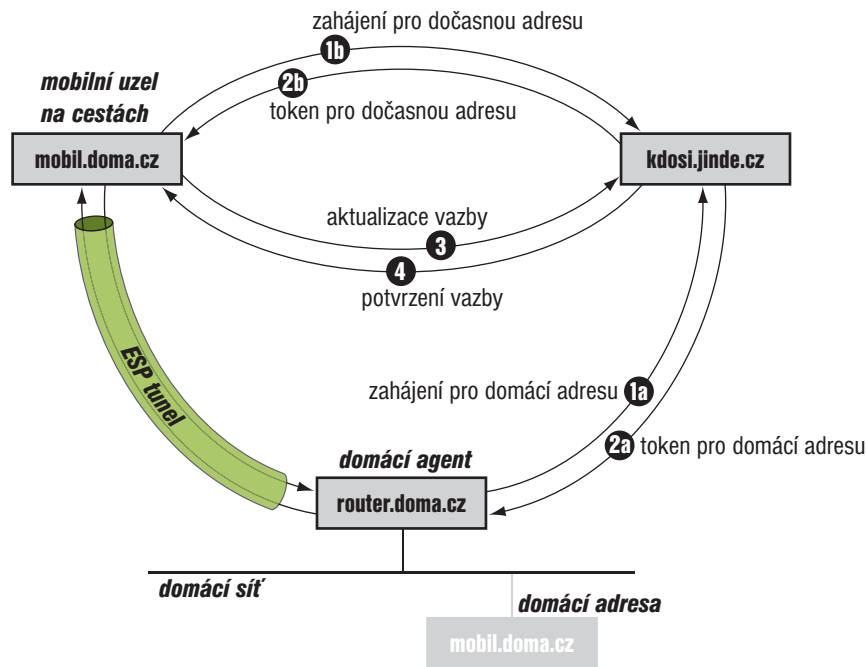 zahájení pro dočasnou adresu
1b
mobilní uzel
na cestách
2b
token pro dočasnou adresu
mobil.doma.cz
kdosi.jinde.cz
aktualizace vazby
3
4
potvrzení vazby
ESP tunel
zahájení pro domácí adresu 1a
2a token pro domácí adresu
domácí agent
router.doma.cz
domácí síť
domácí adresa
mobil.doma.cz